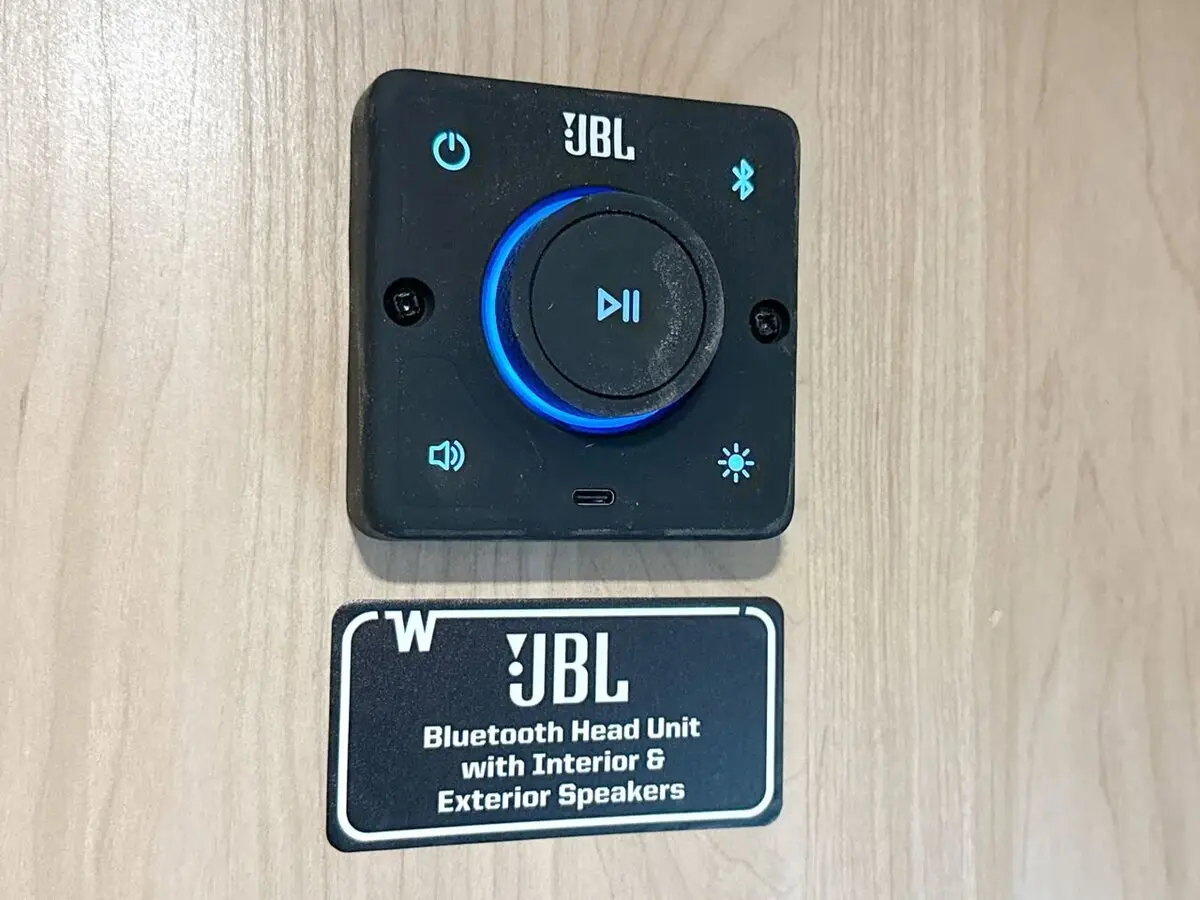 JBL
W
JBL
Bluetooth Head Unit
with Interior &
Exterior Speakers